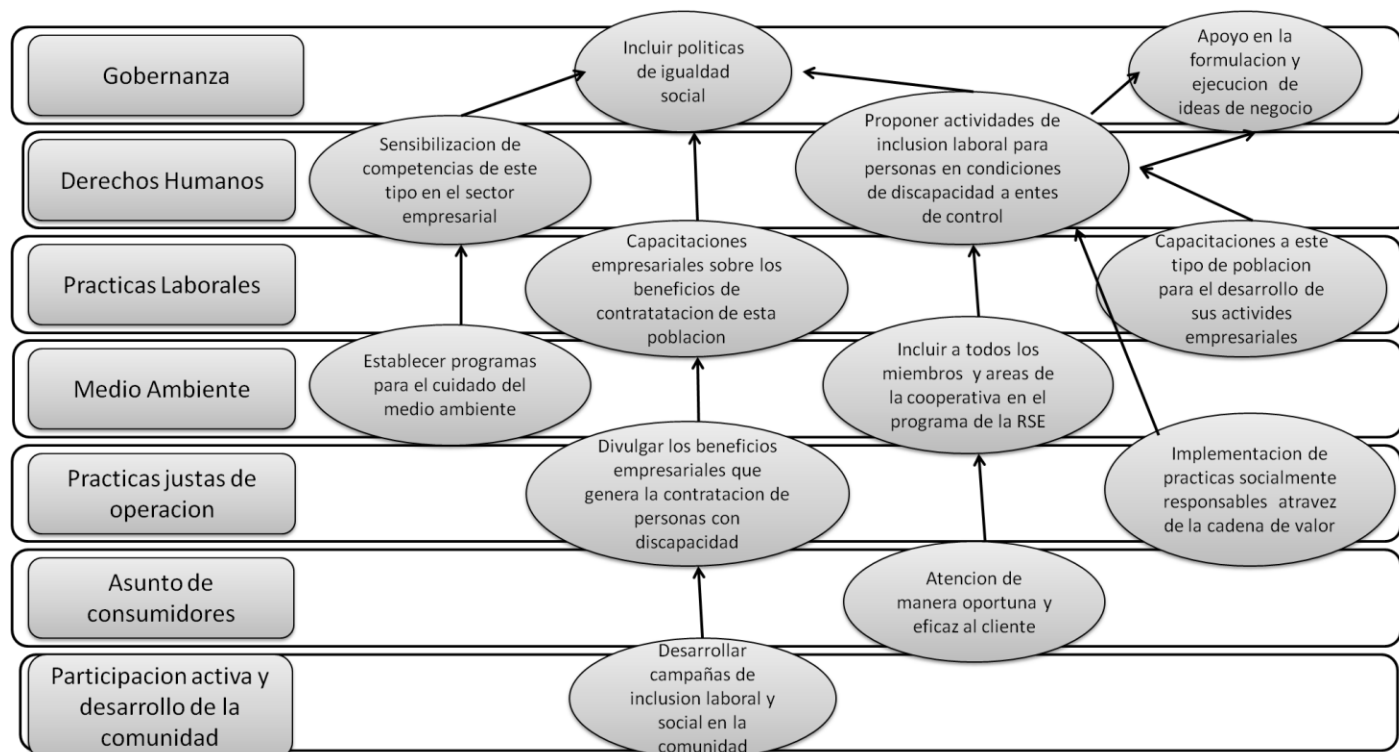 Gobernanza
Incluir politicas
de igualdad
social
Apoyo en la
formulacion y
ejecucion de
ideas de negocio
Derechos Humanos
Sensibilizacion de
competencias de este
tipo en el sector
empresarial
Proponer actividades de
inclusion laboral para
personas en condiciones
de discapacidad a entes
de control
Practicas Laborales
Capacitaciones
empresariales sobre los
beneficios de
contratatacion de esta
poblacion
Capacitaciones a este
tipo de poblacion
para el desarrollo de
sus activides
empresariales
Medio Ambiente
Establecer programas
para el cuidado del
medio ambiente
Incluir a todos los
miembros y areas de
la cooperativa en el
programa de la RSE
Practicas justas de
operacion
Divulgar los beneficios
empresariales que
genera la contratacion de
personas con
discapacidad
Implementacion de
practicas socialmente
responsables atravez
de la cadena de valor
Asunto de
consumidores
Atencion de
manera oportuna y
eficaz al cliente
Participacion activa y
desarrollo de la
comunidad
Desarrollar
campañas de
inclusion laboral y
social en la
comunidad